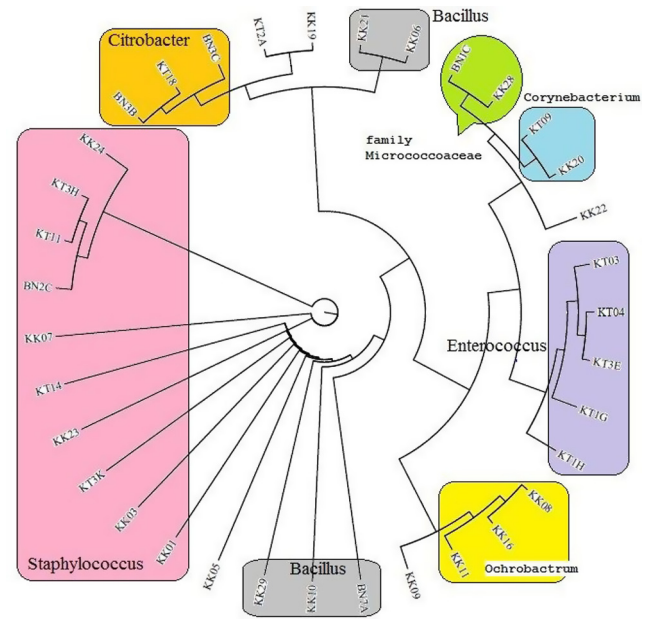 Bacillus
KK19
KT2A
KK21
KK06
Citrobacter
BN3C
KT18
BN3B
BN1C
KK28
Corynebacterium
KT09
KK20
family
Micrococcoaceae
KK22
KK24
KT3H
KT11
BN2C
KT03
KT04
KT3E
KT1G
KT1H
Enterococcus
KK07
KT14
KK23
KT3K
KK03
KK01
KK05
Staphylococcus
Bacillus
KK29
KK10
BN7A
KK09
KK08
KK16
KK11
Ochrobactrum